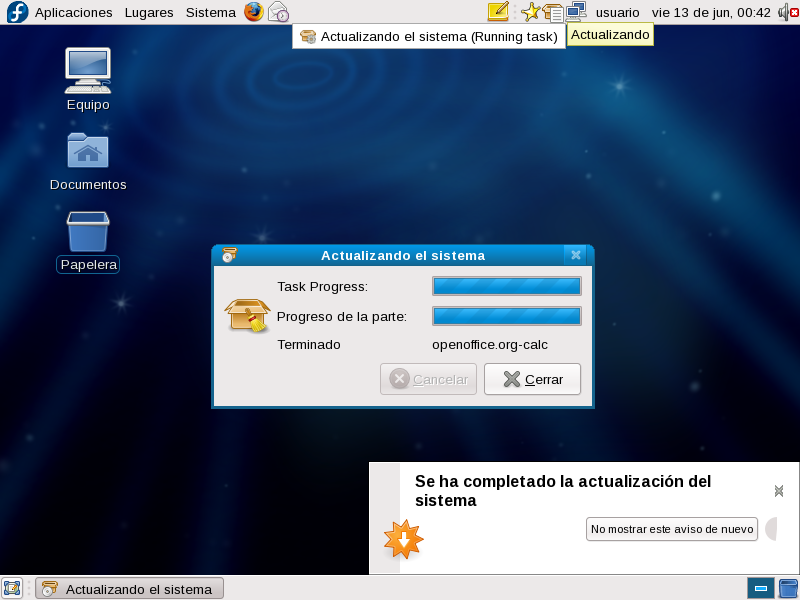 Aplicaciones Lugares Sistema usuario vie 13 de jun, 00:42
Actualizando el sistema (Running task)
Actualizando
Equipo
Documentos
Papelera
Actualizando el sistema
Task Progress:
Progreso de la parte:
Terminado openoffice.org-calc
Cancelar Cerrar
Se ha completado la actualización del
sistema
No mostrar este aviso de nuevo
Actualizando el sistema